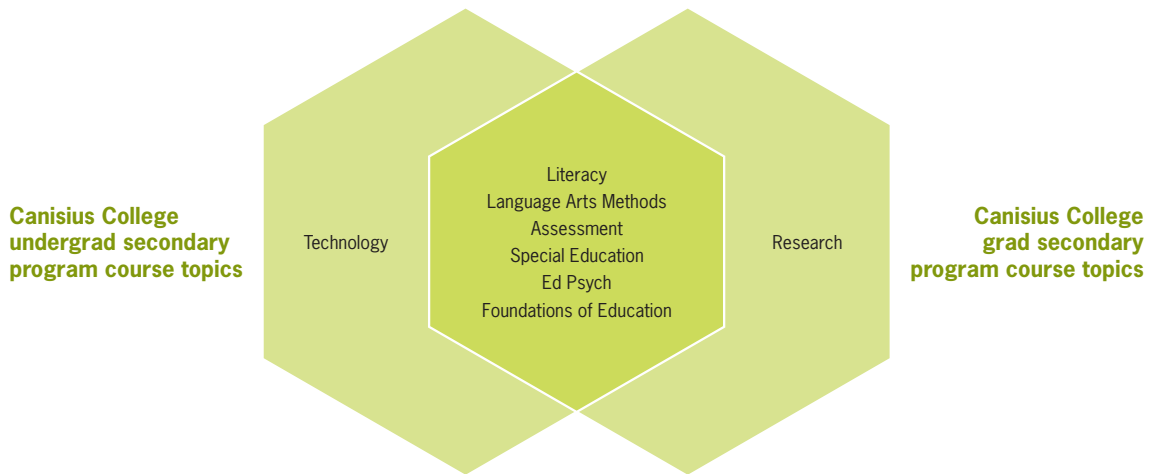 Canisius College
undergrad secondary
program course topics
Technology
Literacy
Language Arts Methods
Assessment
Special Education
Ed Psych
Foundations of Education
Research
Canisius College
grad secondary
program course topics